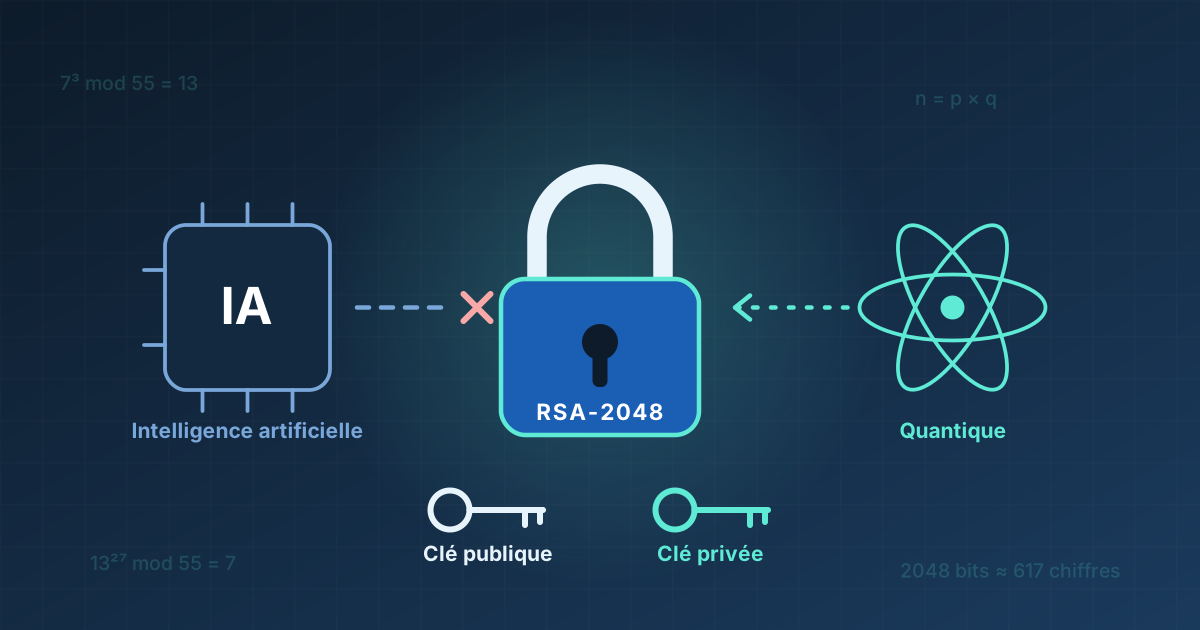 7³ mod 55 = 13
n = p × q
IA
RSA-2048
Intelligence artificielle
Quantique
Clé publique
Clé privée
13²⁷ mod 55 = 7
2048 bits ≈ 617 chiffres